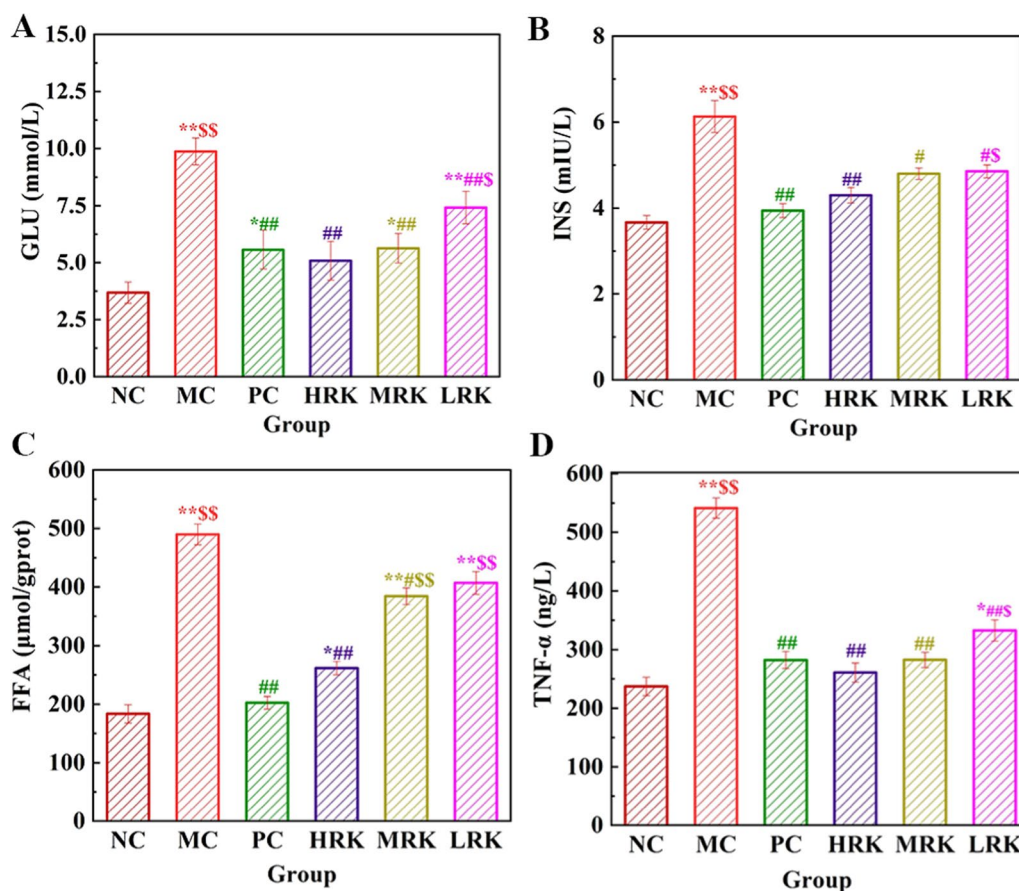 A
GLU (mmol/L)
15.0
12.5
10.0
7.5
5.0
2.5
0.0
**$$
*##
##
*##
**##$
NC MC PC HRK MRK LRK
Group
B
INS (mIU/L)
8
6
4
2
0
**$$
##
##
#
#$
NC MC PC HRK MRK LRK
Group
C
FFA (μmol/gprot)
600
500
400
300
200
100
0
**$$
##
*##
**#$$
**$$
NC MC PC HRK MRK LRK
Group
D
TNF-α (ng/L)
600
500
400
300
200
100
0
**$$
##
##
##
*##$
NC MC PC HRK MRK LRK
Group